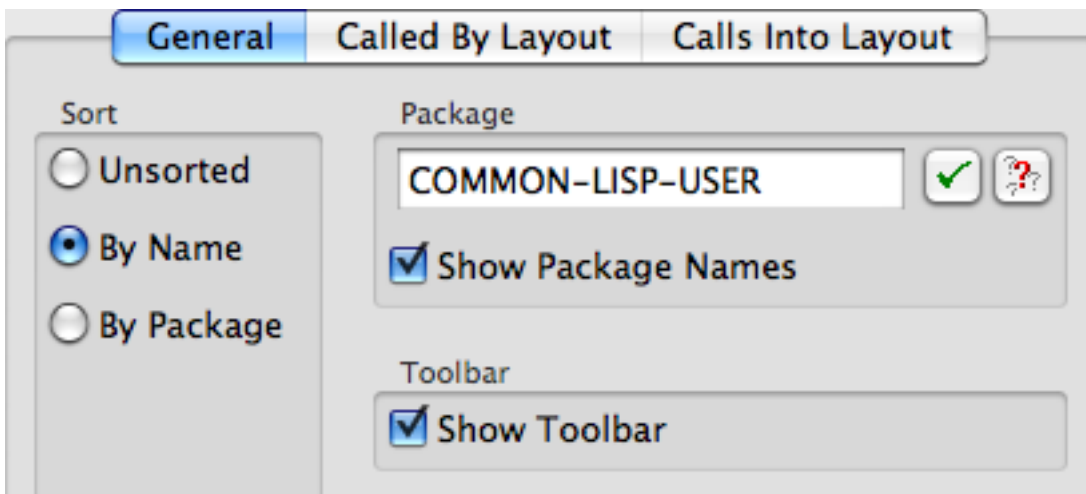 General Called By Layout Calls Into Layout
Sort
Unsorted
By Name
By Package
Package
COMMON-LISP-USER
Show Package Names
Toolbar
Show Toolbar